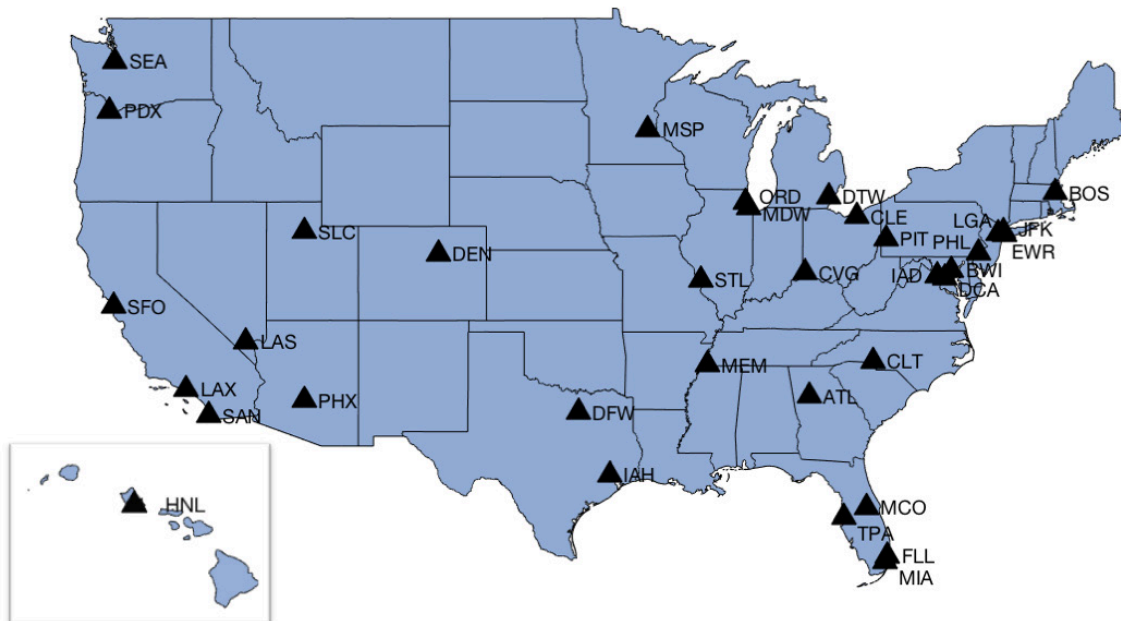 SEA
PDX
MSP
ORD
MDW
DTW
CLE
BOS
LGA
JFK
EWR
PIT
PHL
SLC
DEN
STL
CVG
IAD
BWI
DCA
SFO
LAS
MEM
CLT
LAX
SAN
PHX
DFW
ATL
IAH
HNL
MCO
TPA
FLL
MIA